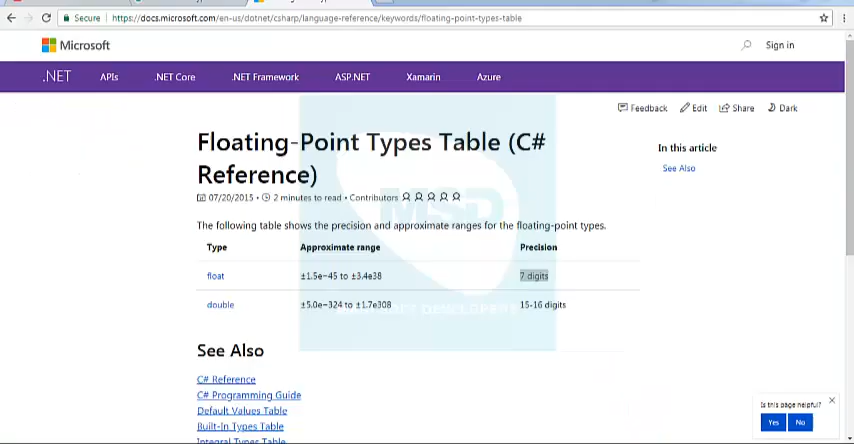 Secure | https://docs.microsoft.com/en-us/dotnet/csharp/language-reference/keywords/floating-point-types-table
Microsoft
Sign in
.NET APIs .NET Core .NET Framework ASP.NET Xamarin Azure
Feedback Edit Share Dark
Floating-Point Types Table (C#
Reference)
In this article
See Also
07/20/2015 • 2 minutes to read • Contributors
The following table shows the precision and approximate ranges for the floating-point types.
Type Approximate range Precision
float ±1.5e−45 to ±3.4e38 7 digits
double ±5.0e−324 to ±1.7e308 15-16 digits
MSD
See Also
C# Reference
C# Programming Guide
Default Values Table
Built-In Types Table
Integral Types Table
Is this page helpful?
Yes No